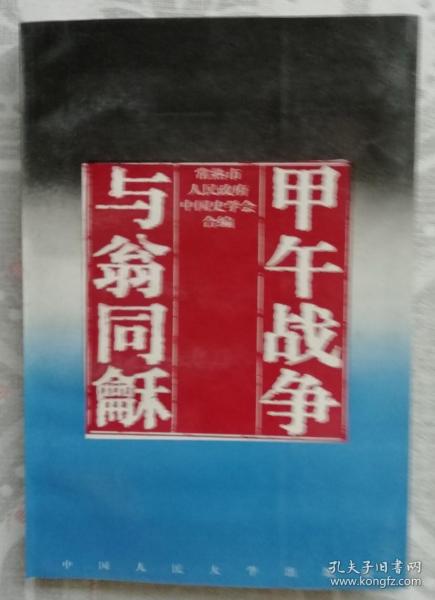 甲午战争
与翁同龢
常熟市
人民政府
中国史学会
合编
中国人民大学出
孔夫子旧书网
www.kongfz.com